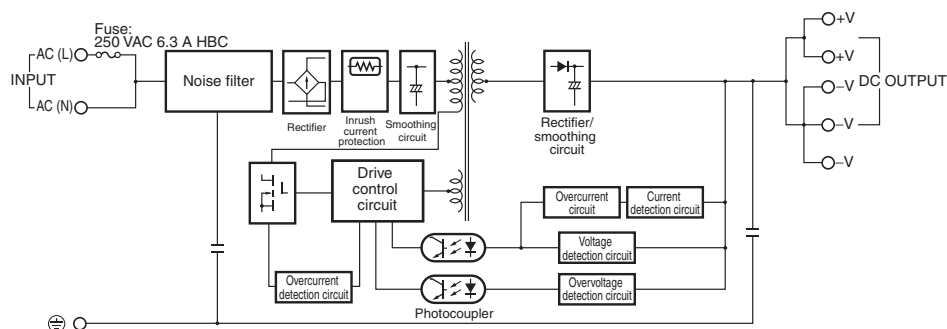 Fuse:
250 VAC 6.3 A HBC
AC (L)
INPUT
AC (N)
Noise filter
Rectifier
Inrush
current
protection
Smoothing
circuit
Rectifier/
smoothing
circuit
+V
+V
–V
DC OUTPUT
–V
–V
Drive
control
circuit
Overcurrent
circuit
Current
detection circuit
Voltage
detection circuit
Overcurrent
detection circuit
Overvoltage
detection circuit
Photocoupler